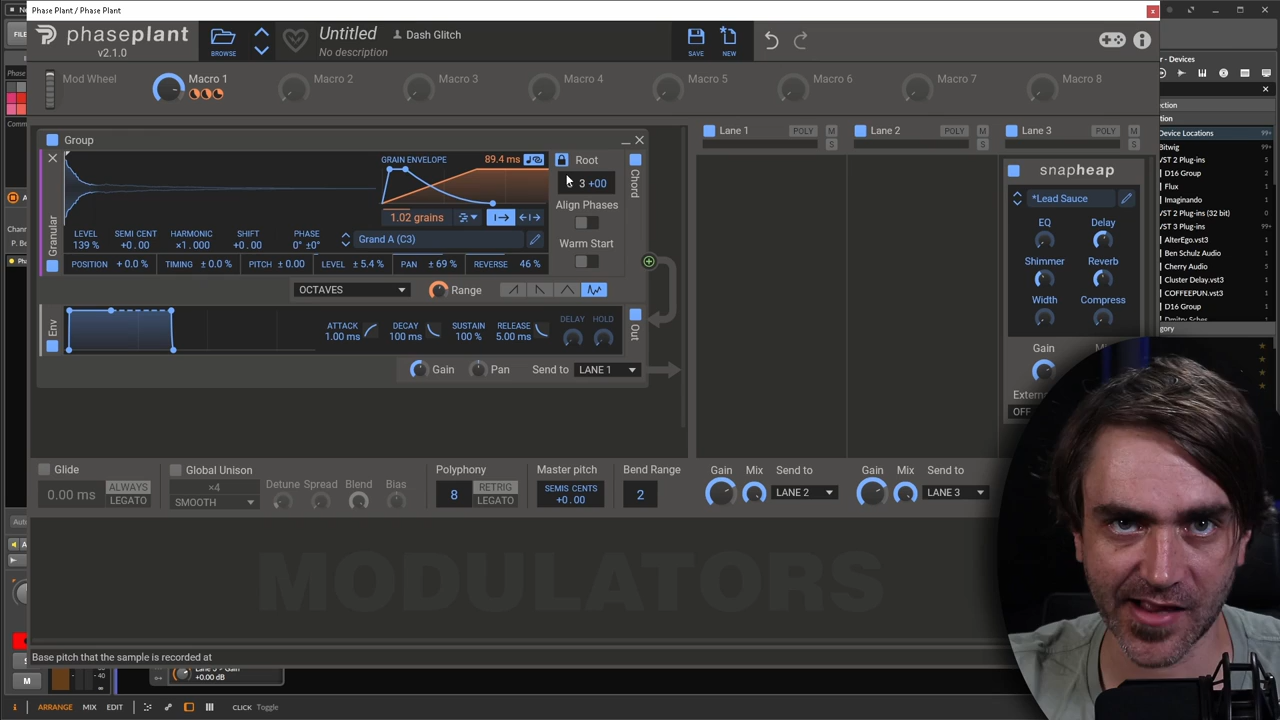 Phase Plant / Phase Plant
FILE
phaseplant
v2.1.0
BROWSE
Untitled
No description
Dash Glitch
SAVE
NEW
Mod Wheel
Macro 1
Macro 2
Macro 3
Macro 4
Macro 5
Macro 6
Macro 7
Macro 8
Group
Granular
GRAIN ENVELOPE
89.4 ms
1.02 grains
Grand A (C3)
Root
3 +00
Align Phases
Warm Start
Chord
LEVEL
139 %
SEMI CENT
+0.00
HARMONIC
×1.000
SHIFT
+0.00
PHASE
0° ±0°
POSITION ± 0.0 %
TIMING ± 0.0 %
PITCH ± 0.00
LEVEL ± 5.4 %
PAN ± 69 %
REVERSE 46 %
OCTAVES
Range
Env
ATTACK
1.00 ms
DECAY
100 ms
SUSTAIN
100 %
RELEASE
5.00 ms
DELAY
HOLD
Out
Gain
Pan
Send to
LANE 1
Lane 1
POLY
M
S
Lane 2
POLY
M
S
Lane 3
POLY
M
S
snapheap
*Lead Sauce
EQ
Delay
Shimmer
Reverb
Width
Compress
Gain
OFF
Glide
0.00 ms
ALWAYS
LEGATO
Global Unison
×4
SMOOTH
Detune
Spread
Blend
Bias
Polyphony
8
RETRIG
LEGATO
Master pitch
SEMIS CENTS
+0.00
Bend Range
2
Gain
Mix
Send to
LANE 2
Gain
Mix
Send to
LANE 3
MODULATORS
Base pitch that the sample is recorded at
+0.00 dB
M
i
ARRANGE
MIX
EDIT
CLICK
Toggle
- Devices
Device Locations
99+
Bitwig
VST 2 Plug-ins
99+
D16 Group
Flux
Imaginando
VST 2 Plug-ins (32 bit)
VST 3 Plug-ins
99+
AlterEgo.vst3
Ben Schulz Audio
Cherry Audio
Cluster Delay.vst3
COFFEEPUN.vst3
D16 Group